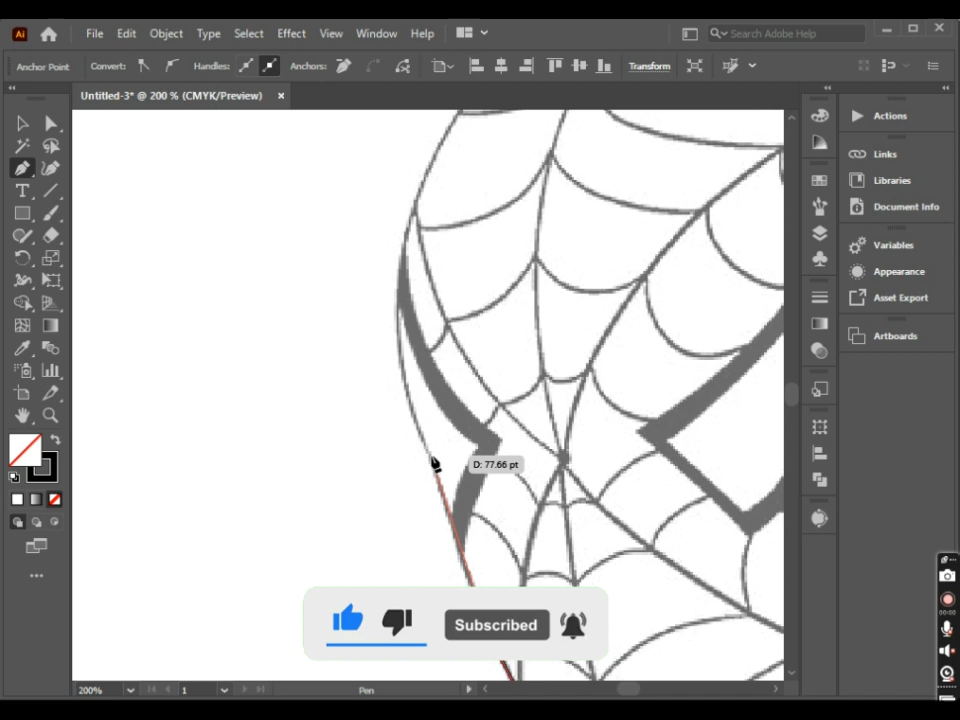 Ai File Edit Object Type Select Effect View Window Help Search Adobe Help
Anchor Point Convert: Handles: Anchors: Transform
Untitled-3* @ 200 % (CMYK/Preview) ×
Actions
Links
Libraries
Document Info
Variables
Appearance
Asset Export
Artboards
D: 77.66 pt
Subscribed
00:00
200% 1 Pen